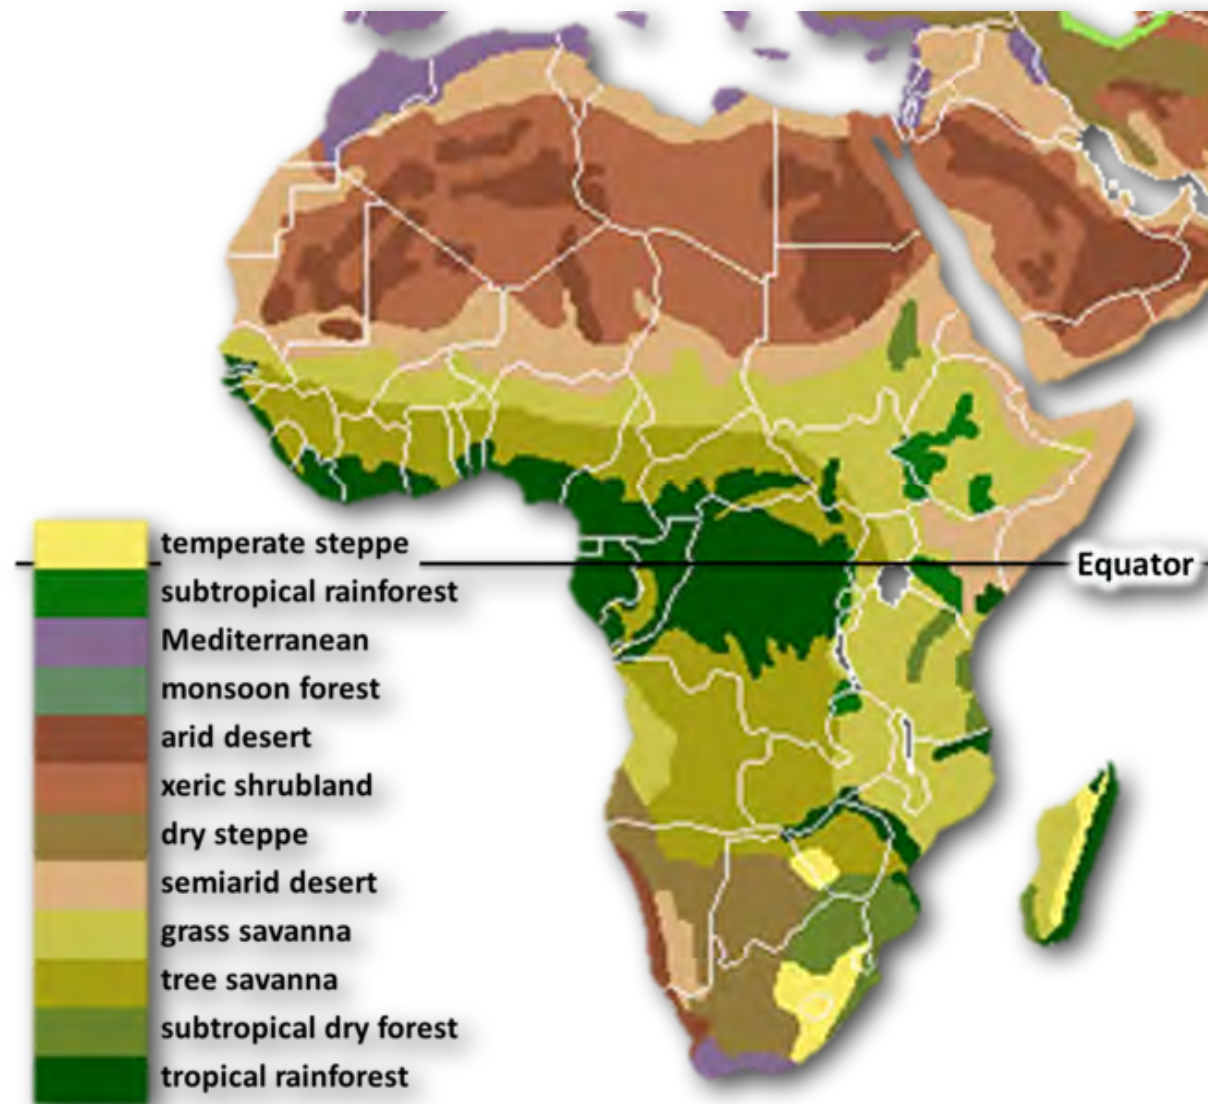 temperate steppe
Equator
subtropical rainforest
Mediterranean
monsoon forest
arid desert
xeric shrubland
dry steppe
semiarid desert
grass savanna
tree savanna
subtropical dry forest
tropical rainforest